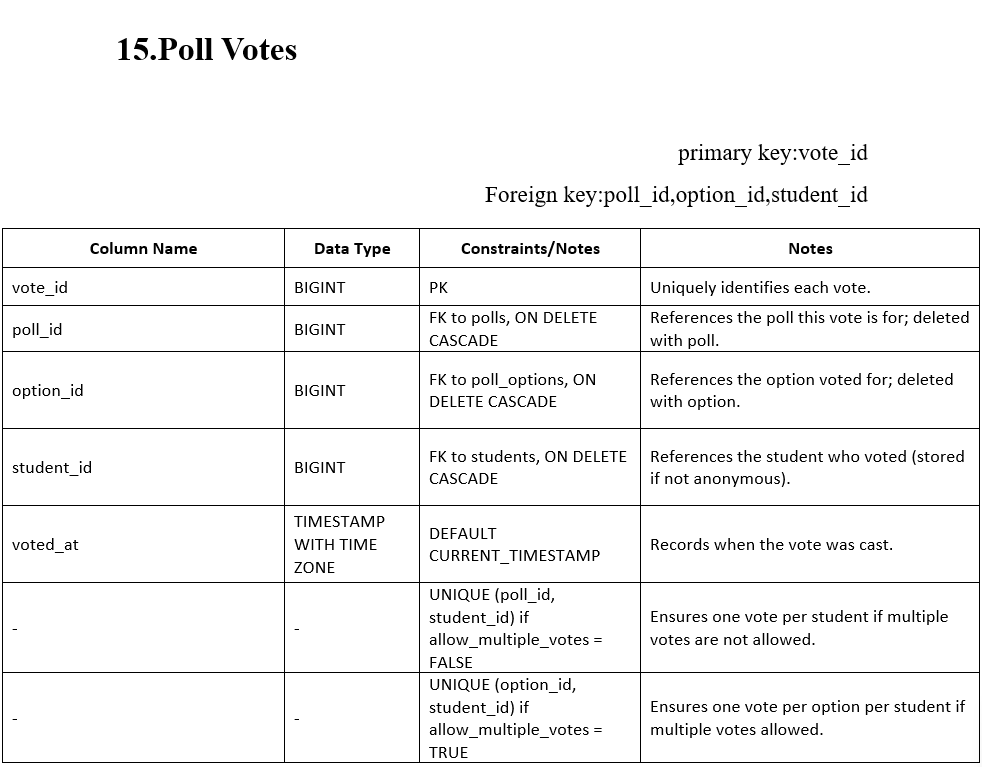 15.Poll Votes
primary key:vote_id
Foreign key:poll_id,option_id,student_id
Column Name Data Type Constraints/Notes Notes
vote_id BIGINT PK Uniquely identifies each vote.
poll_id BIGINT FK to polls, ON DELETE
CASCADE References the poll this vote is for; deleted
with poll.
option_id BIGINT FK to poll_options, ON
DELETE CASCADE References the option voted for; deleted
with option.
student_id BIGINT FK to students, ON DELETE
CASCADE References the student who voted (stored
if not anonymous).
voted_at TIMESTAMP
WITH TIME
ZONE DEFAULT
CURRENT_TIMESTAMP Records when the vote was cast.
- - UNIQUE (poll_id,
student_id) if
allow_multiple_votes =
FALSE Ensures one vote per student if multiple
votes are not allowed.
- - UNIQUE (option_id,
student_id) if
allow_multiple_votes =
TRUE Ensures one vote per option per student if
multiple votes allowed.